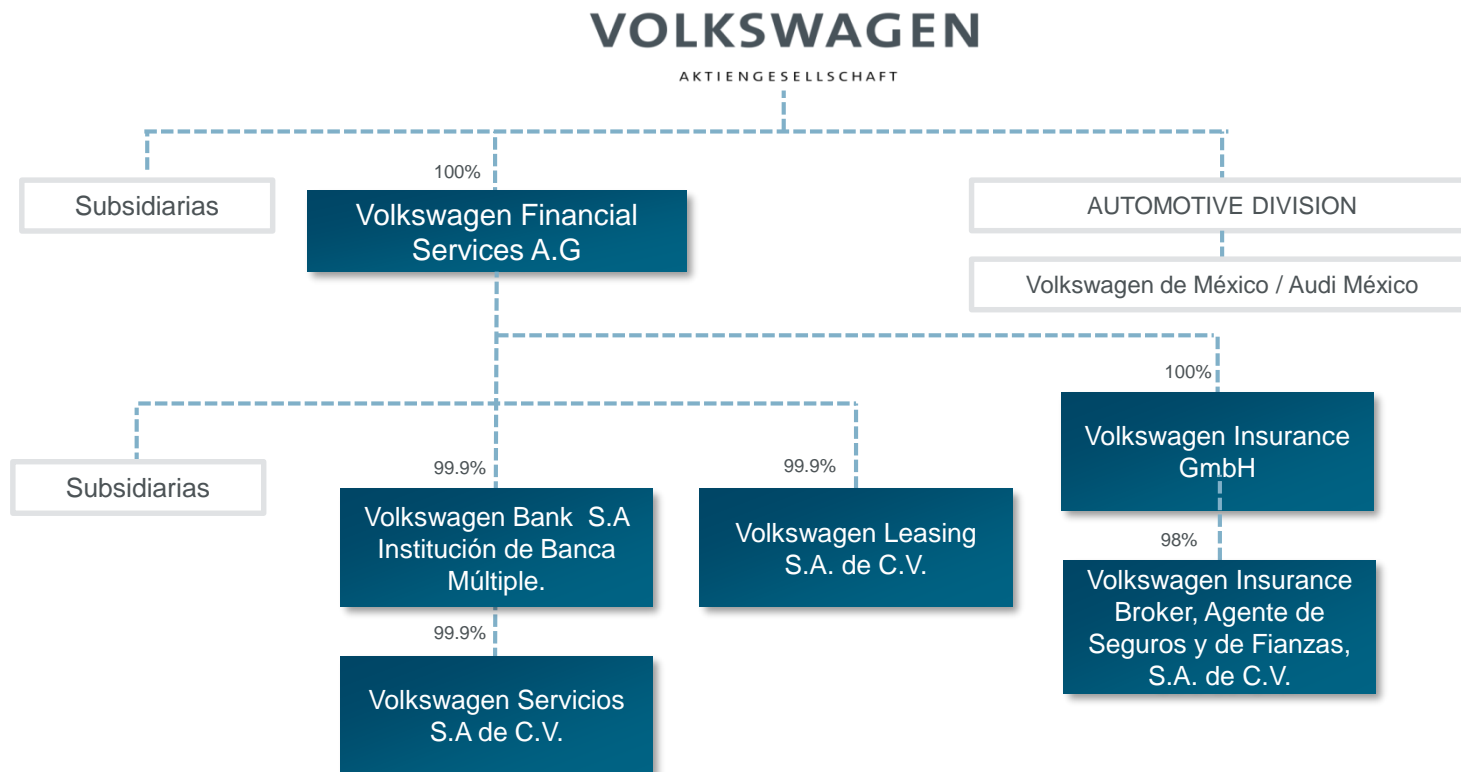 VOLKSWAGEN
AKTIENGESELLSCHAFT
100%
Subsidiarias
Volkswagen Financial
Services A.G
AUTOMOTIVE DIVISION
Volkswagen de México / Audi México
100%
Volkswagen Insurance
GmbH
Subsidiarias
99.9%
Volkswagen Bank S.A
Institución de Banca
Múltiple.
99.9%
Volkswagen Leasing
S.A. de C.V.
98%
Volkswagen Insurance
Broker, Agente de
Seguros y de Fianzas,
S.A. de C.V.
99.9%
Volkswagen Servicios
S.A de C.V.